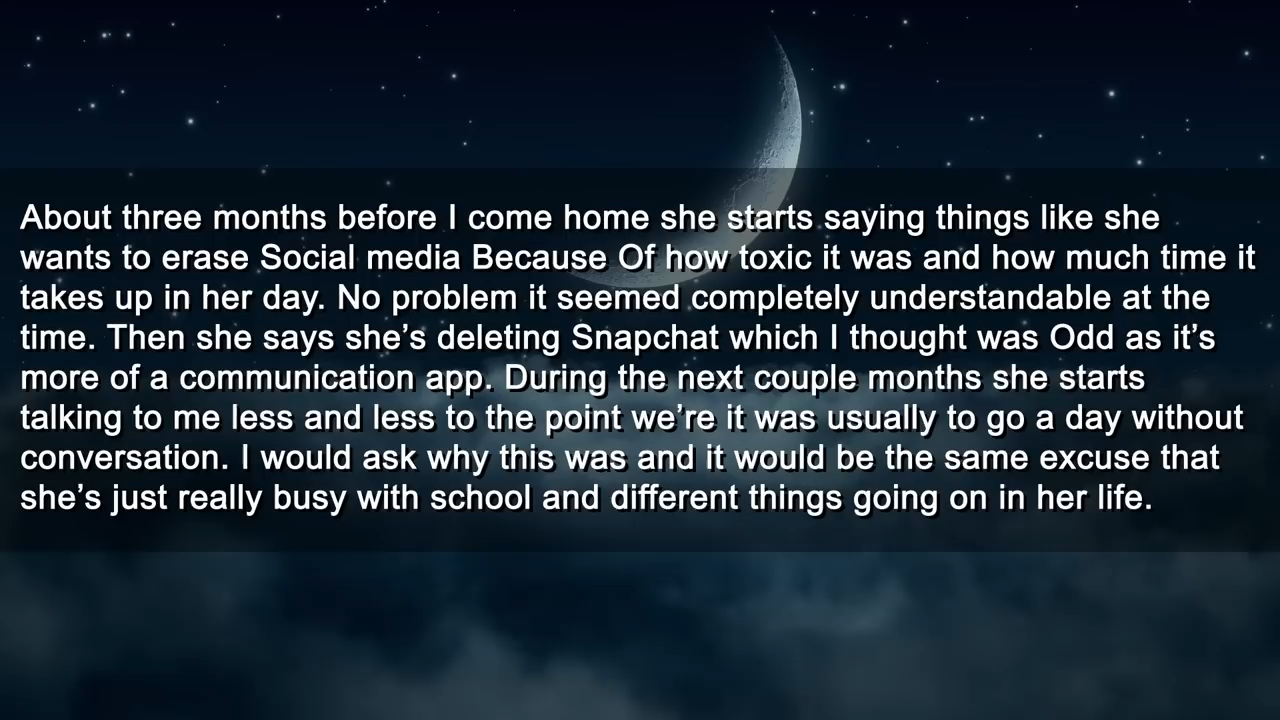 About three months before I come home she starts saying things like she
wants to erase Social media Because Of how toxic it was and how much time it
takes up in her day. No problem it seemed completely understandable at the
time. Then she says she’s deleting Snapchat which I thought was Odd as it’s
more of a communication app. During the next couple months she starts
talking to me less and less to the point we’re it was usually to go a day without
conversation. I would ask why this was and it would be the same excuse that
she’s just really busy with school and different things going on in her life.